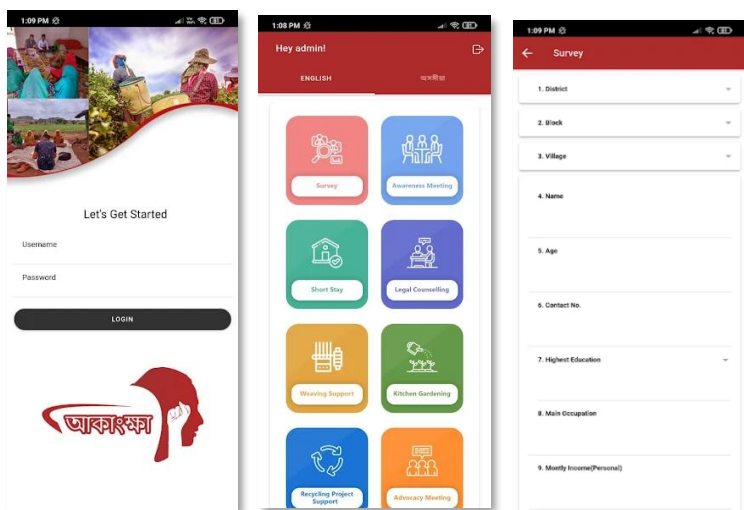 1:09 PM
Let's Get Started
Username
Password
LOGIN
আকাংক্ষা
1:08 PM
Hey admin!
ENGLISH
অসমীয়া
Survey
Awareness Meeting
Short Stay
Legal Counselling
Weaving Support
Kitchen Gardening
Recycling Project
Support
Advocacy Meeting
1:09 PM
Survey
1. District
2. Block
3. Village
4. Name
5. Age
6. Contact No.
7. Highest Education
8. Main Occupation
9. Montly Income(Personal)